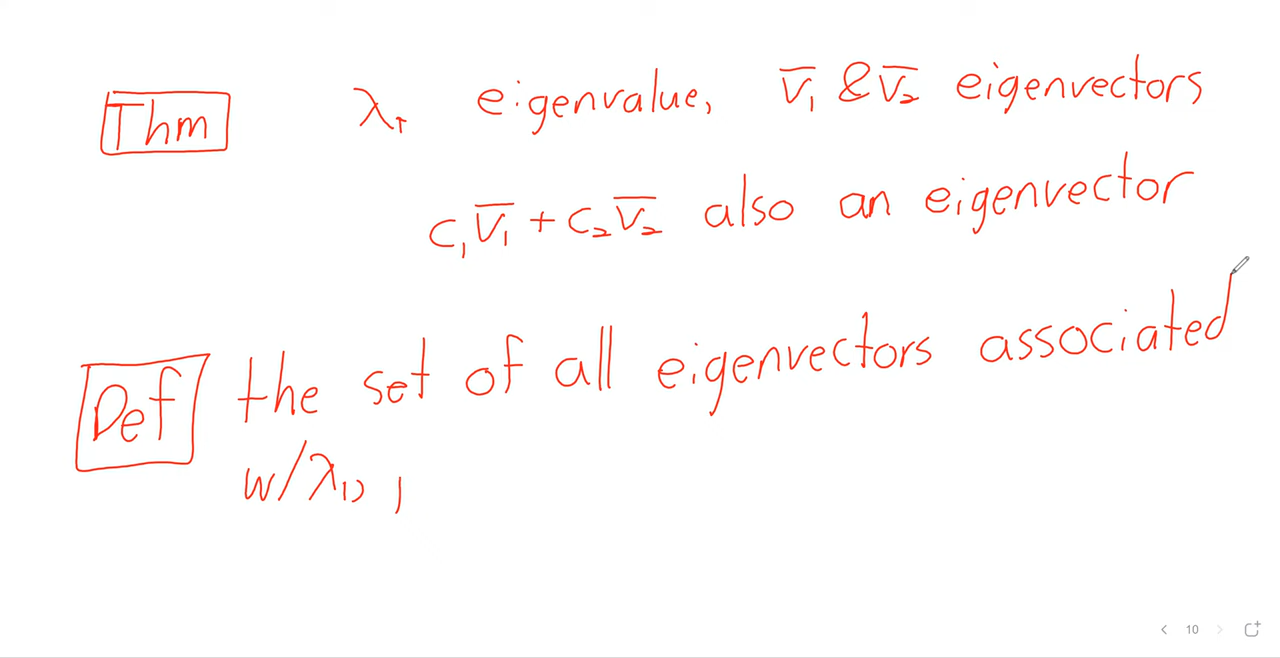 Thm λ₁ eigenvalue, v̅₁ & v̅₂ eigenvectors
c₁v̅₁ + c₂v̅₂ also an eigenvector
Def the set of all eigenvectors associated
w/λ₁,
10